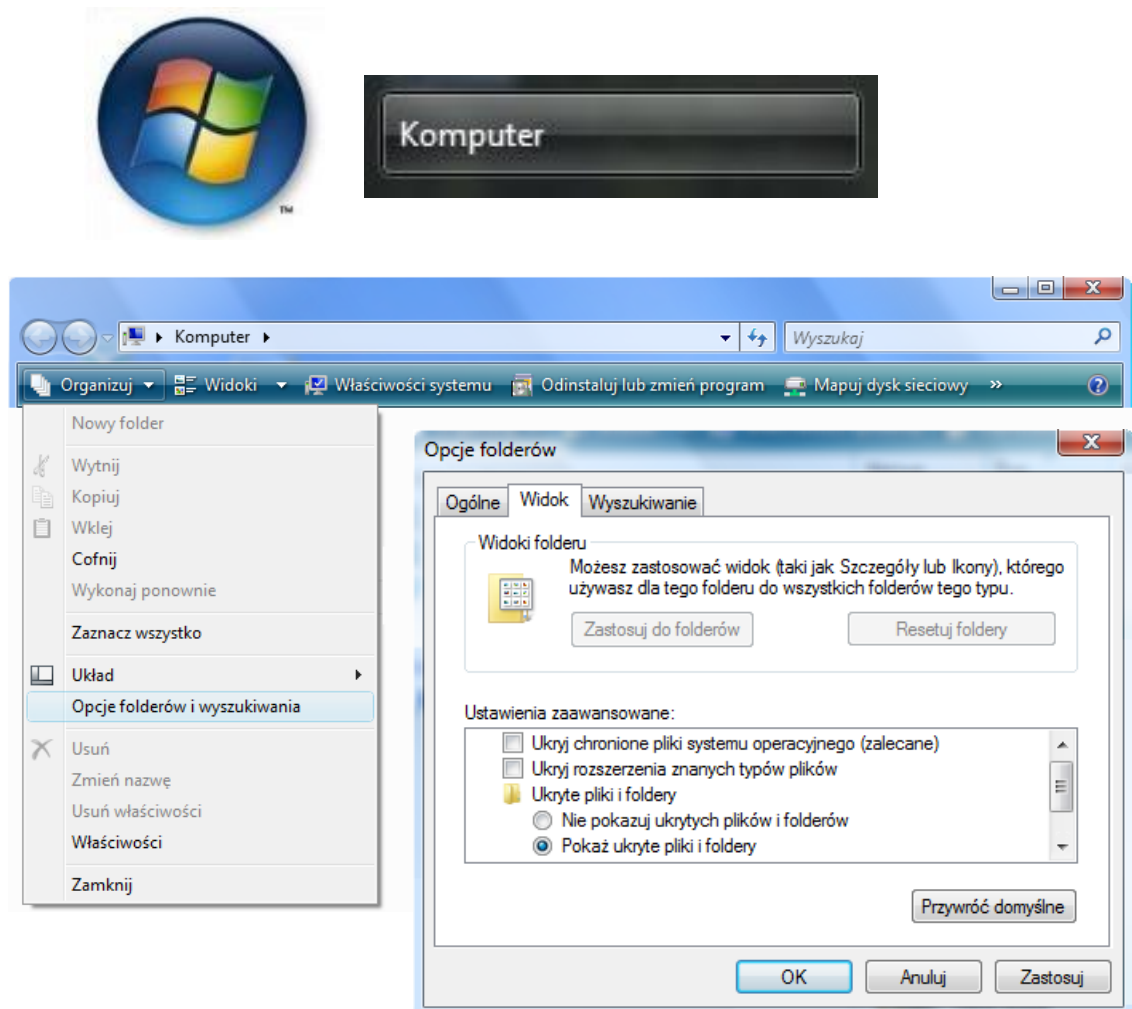 TM
Komputer
Komputer
Wyszukaj
Organizuj
Widoki
Właściwości systemu
Odinstaluj lub zmień program
Mapuj dysk sieciowy
»
?
Nowy folder
Wytnij
Kopiuj
Wklej
Cofnij
Wykonaj ponownie
Zaznacz wszystko
Układ
Opcje folderów i wyszukiwania
Usuń
Zmień nazwę
Usuń właściwości
Właściwości
Zamknij
Opcje folderów
Ogólne
Widok
Wyszukiwanie
Widoki folderu
Możesz zastosować widok (taki jak Szczegóły lub Ikony), którego
używasz dla tego folderu do wszystkich folderów tego typu.
Zastosuj do folderów
Resetuj foldery
Ustawienia zaawansowane:
Ukryj chronione pliki systemu operacyjnego (zalecane)
Ukryj rozszerzenia znanych typów plików
Ukryte pliki i foldery
Nie pokazuj ukrytych plików i folderów
Pokaż ukryte pliki i foldery
Przywróć domyślne
OK
Anuluj
Zastosuj